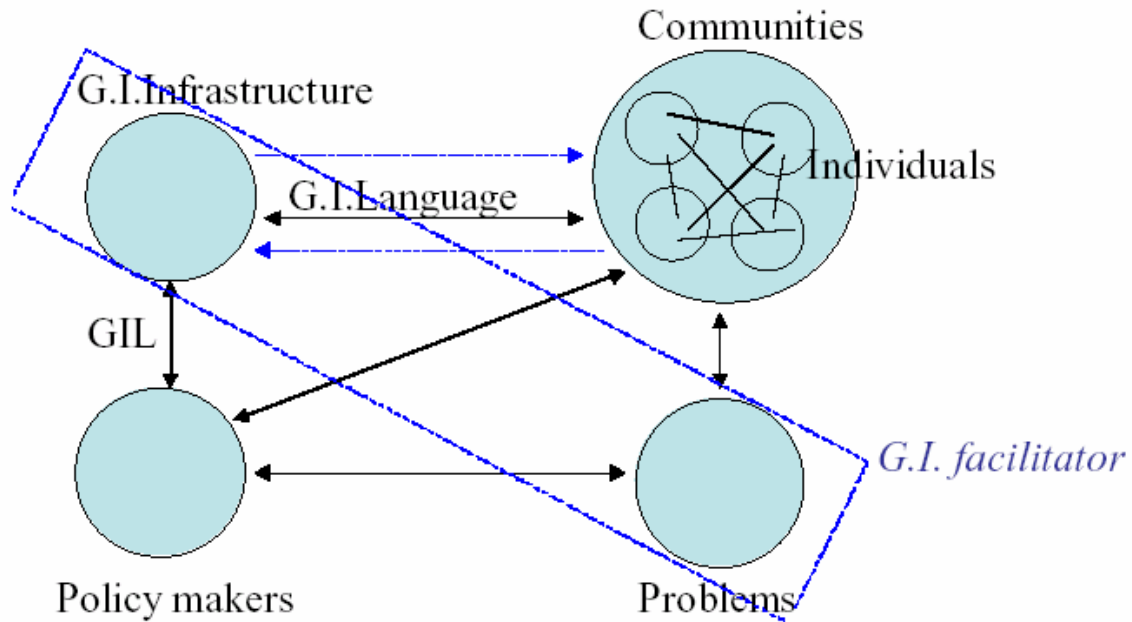 Communities
G.I.Infrastructure
Individuals
G.I.Language
GIL
G.I. facilitator
Policy makers
Problems